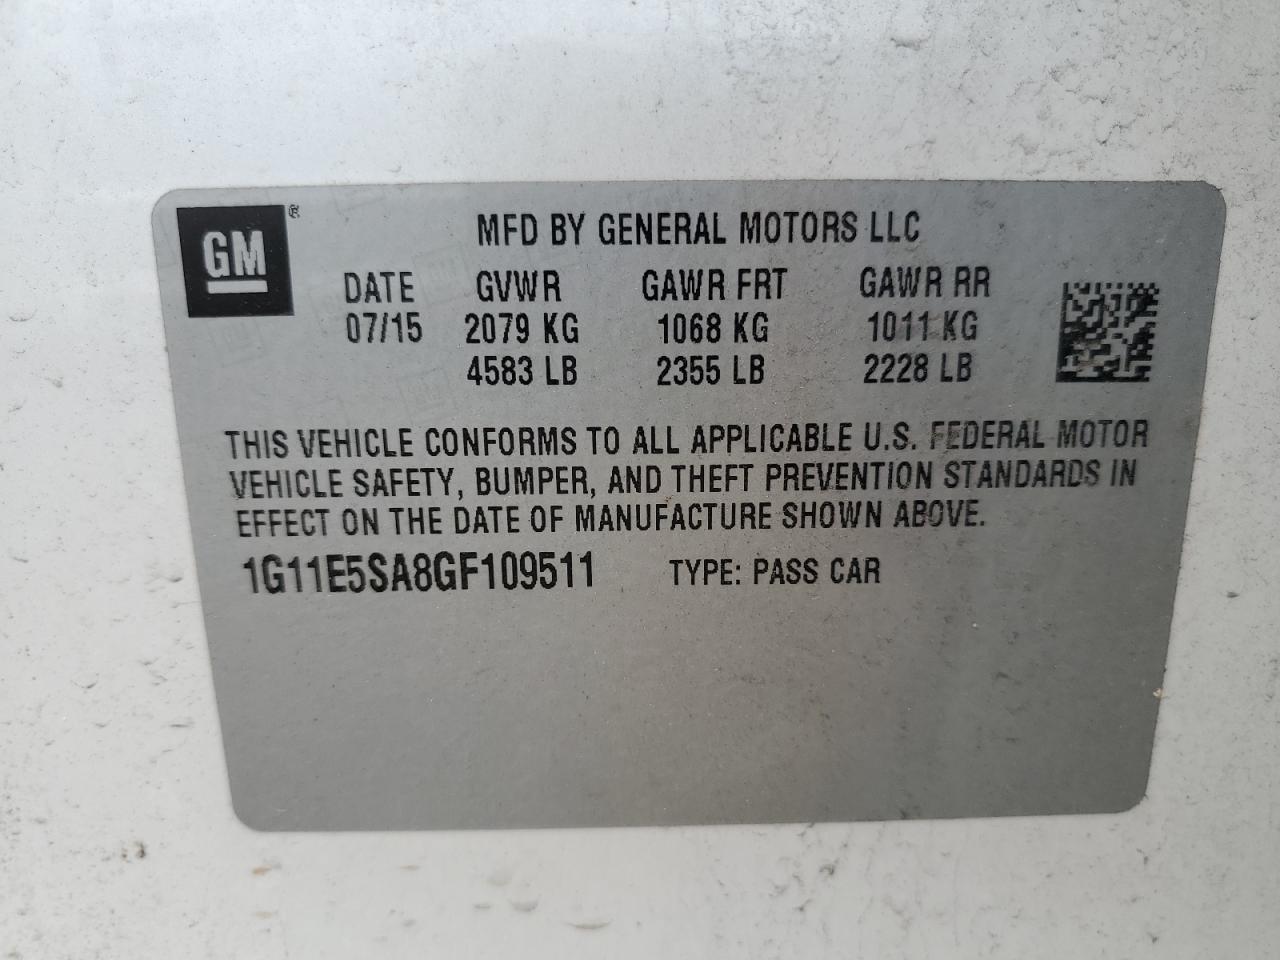 GM ®
MFD BY GENERAL MOTORS LLC
DATE GVWR GAWR FRT GAWR RR
07/15 2079 KG 1068 KG 1011 KG
4583 LB 2355 LB 2228 LB
THIS VEHICLE CONFORMS TO ALL APPLICABLE U.S. FEDERAL MOTOR
VEHICLE SAFETY, BUMPER, AND THEFT PREVENTION STANDARDS IN
EFFECT ON THE DATE OF MANUFACTURE SHOWN ABOVE.
1G11E5SA8GF109511 TYPE: PASS CAR